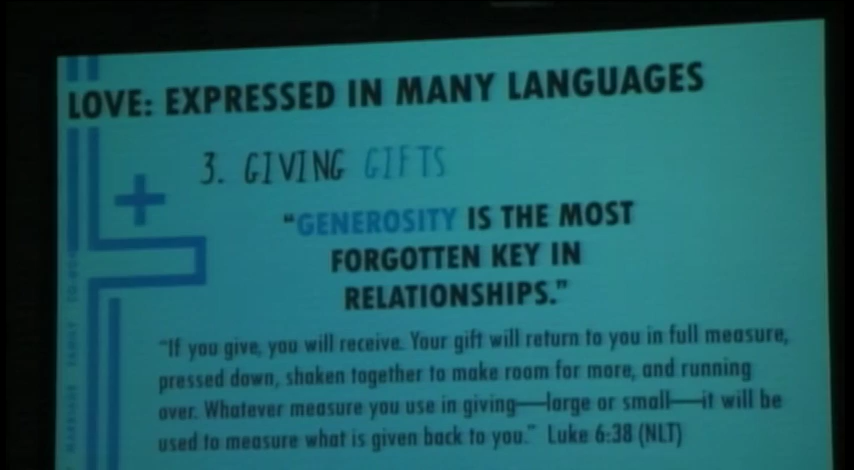 LOVE: EXPRESSED IN MANY LANGUAGES
3. GIVING GIFTS
"GENEROSITY IS THE MOST
FORGOTTEN KEY IN
RELATIONSHIPS."
"If you give, you will receive. Your gift will return to you in full measure,
pressed down, shaken together to make room for more, and running
over. Whatever measure you use in giving—large or small—it will be
used to measure what is given back to you." Luke 6:38 (NLT)
MARRIAGE FAMILY